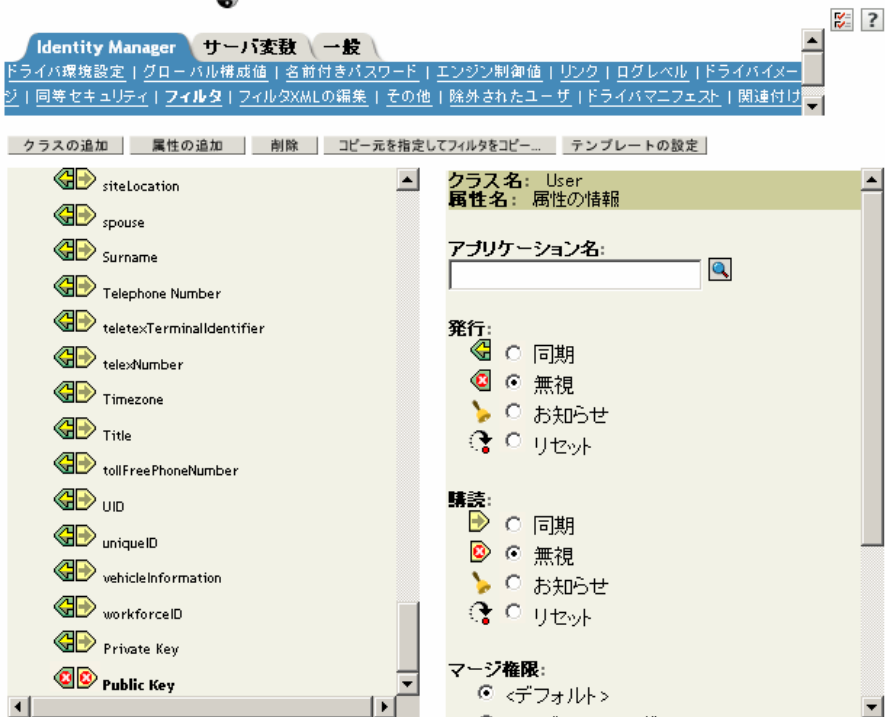 ?
Identity Manager サーバ変数 一般
ドライバ環境設定 | グローバル構成値 | 名前付きパスワード | エンジン制御値 | リンク | ログレベル | ドライバイメー
ジ | 同等セキュリティ | フィルタ | フィルタXMLの編集 | その他 | 除外されたユーザ | ドライバマニフェスト | 関連付け
クラスの追加 属性の追加 削除 コピー元を指定してフィルタをコピー... テンプレートの設定
siteLocation
spouse
Surname
Telephone Number
teletexTerminalIdentifier
telexNumber
Timezone
Title
tollFreePhoneNumber
UID
uniqueID
vehicleInformation
workforceID
Private Key
Public Key
クラス名: User
属性名: 属性の情報
アプリケーション名:
発行:
同期
無視
お知らせ
リセット
購読:
同期
無視
お知らせ
リセット
マージ権限:
<デフォルト>